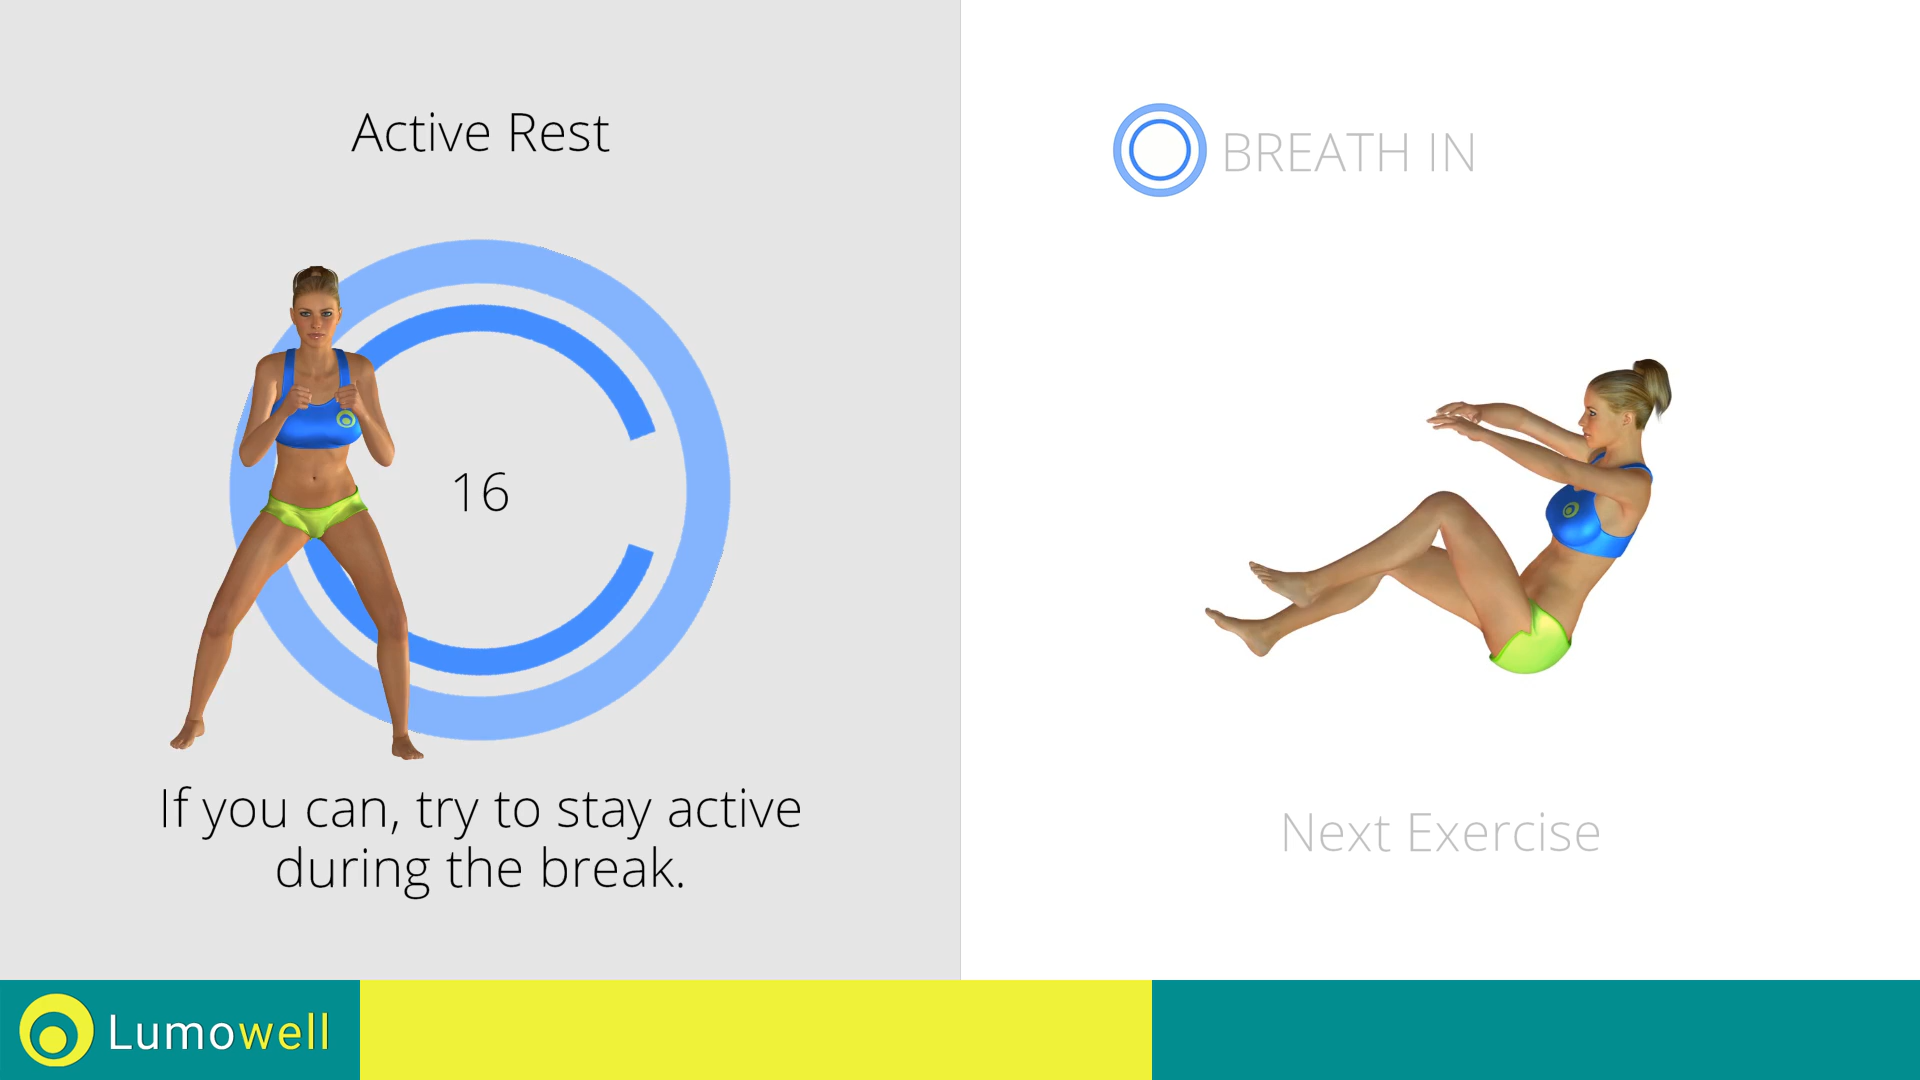 Active Rest
16
If you can, try to stay active
during the break.
BREATH IN
Next Exercise
Lumowell